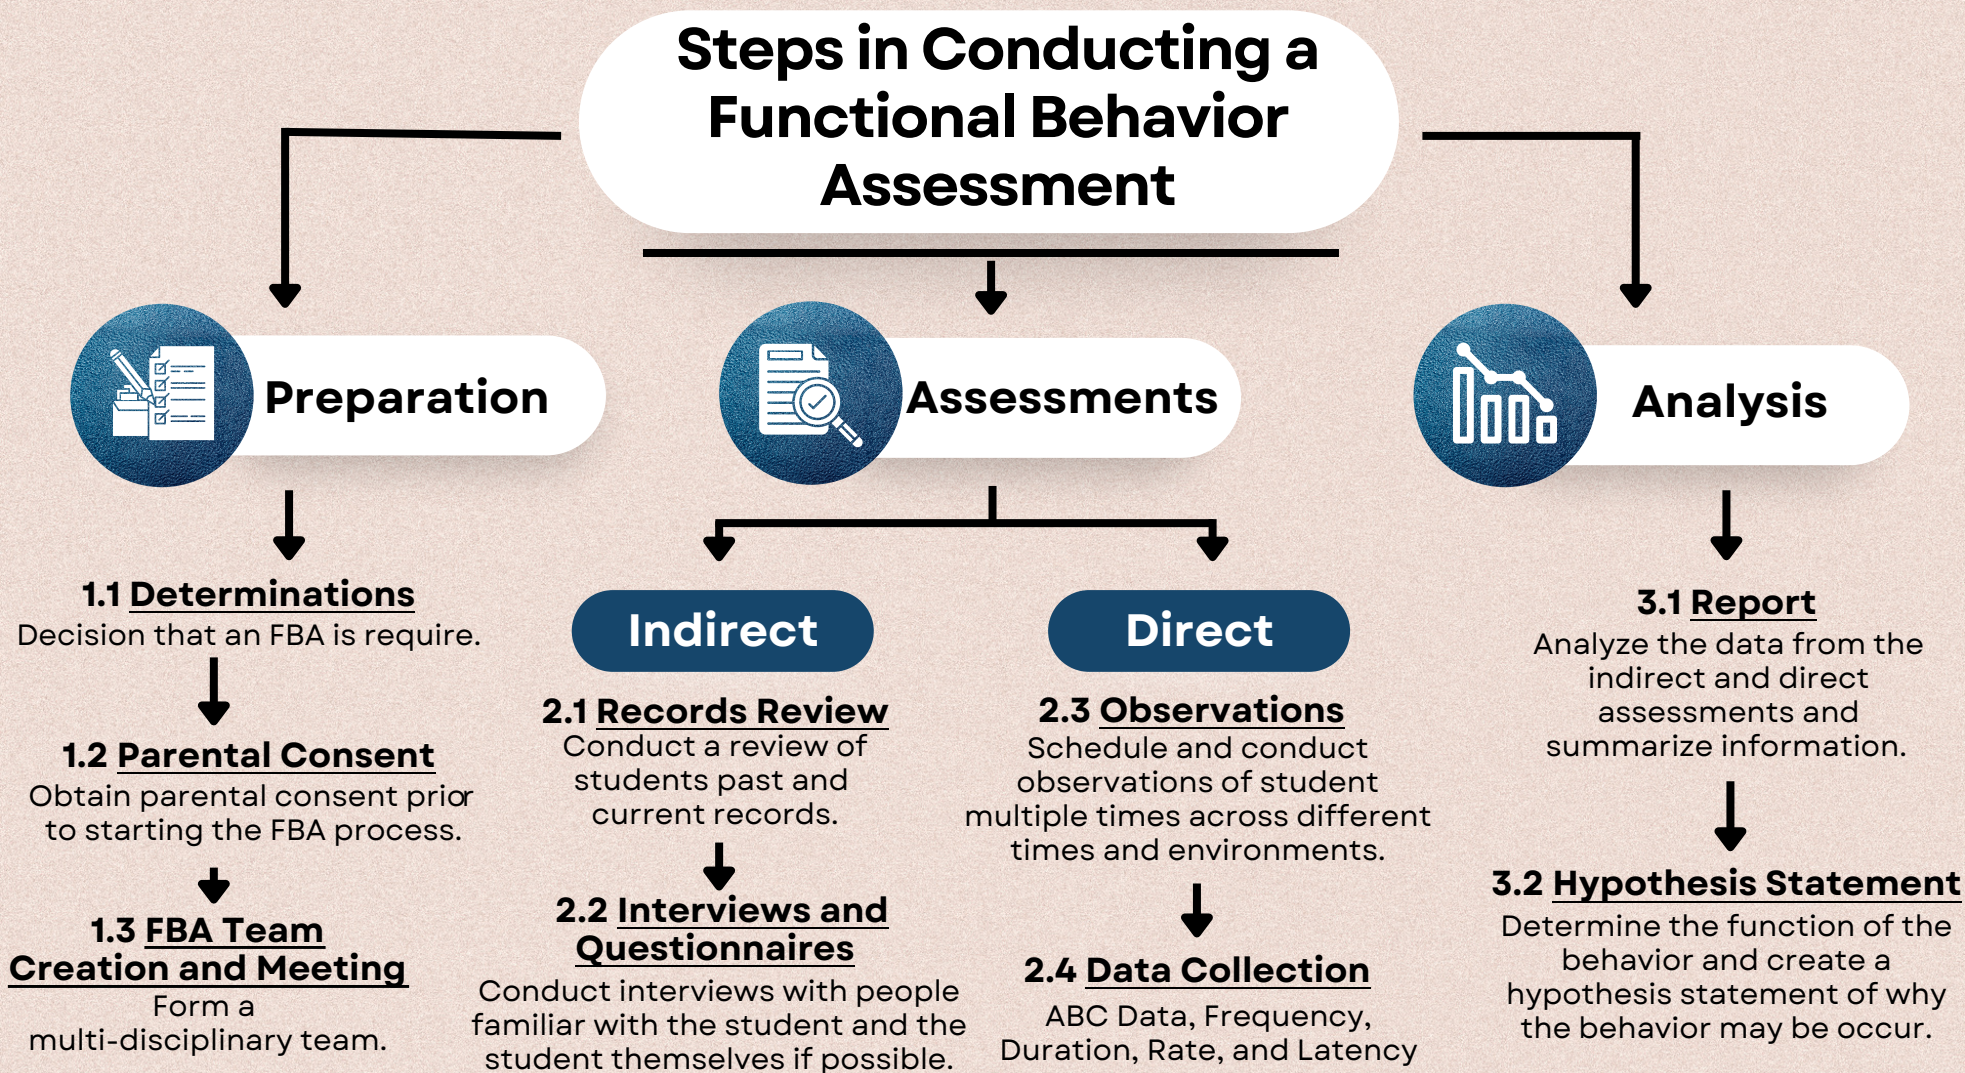 Steps in Conducting a
Functional Behavior
Assessment
Preparation
1.1 Determinations
Decision that an FBA is require.
1.2 Parental Consent
Obtain parental consent prior
to starting the FBA process.
1.3 FBA Team
Creation and Meeting
Form a
multi-disciplinary team.
Assessments
Indirect
2.1 Records Review
Conduct a review of
students past and
current records.
2.2 Interviews and
Questionnaires
Conduct interviews with people
familiar with the student and the
student themselves if possible.
Direct
2.3 Observations
Schedule and conduct
observations of student
multiple times across different
times and environments.
2.4 Data Collection
ABC Data, Frequency,
Duration, Rate, and Latency
Analysis
3.1 Report
Analyze the data from the
indirect and direct
assessments and
summarize information.
3.2 Hypothesis Statement
Determine the function of the
behavior and create a
hypothesis statement of why
the behavior may be occur.